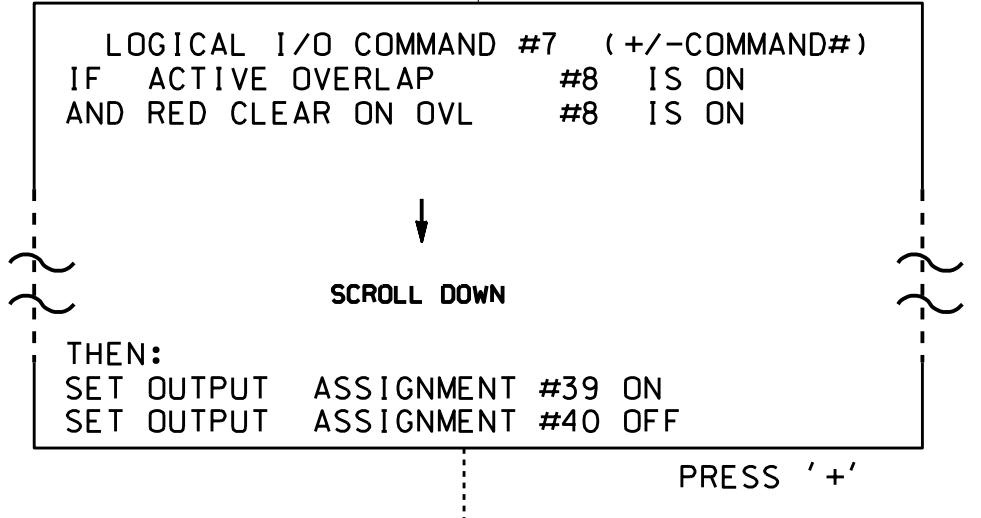 LOGICAL I/O COMMAND #7 (+/-COMMAND#)
IF ACTIVE OVERLAP #8 IS ON
AND RED CLEAR ON OVL #8 IS ON
SCROLL DOWN
THEN:
SET OUTPUT ASSIGNMENT #39 ON
SET OUTPUT ASSIGNMENT #40 OFF
PRESS '+'